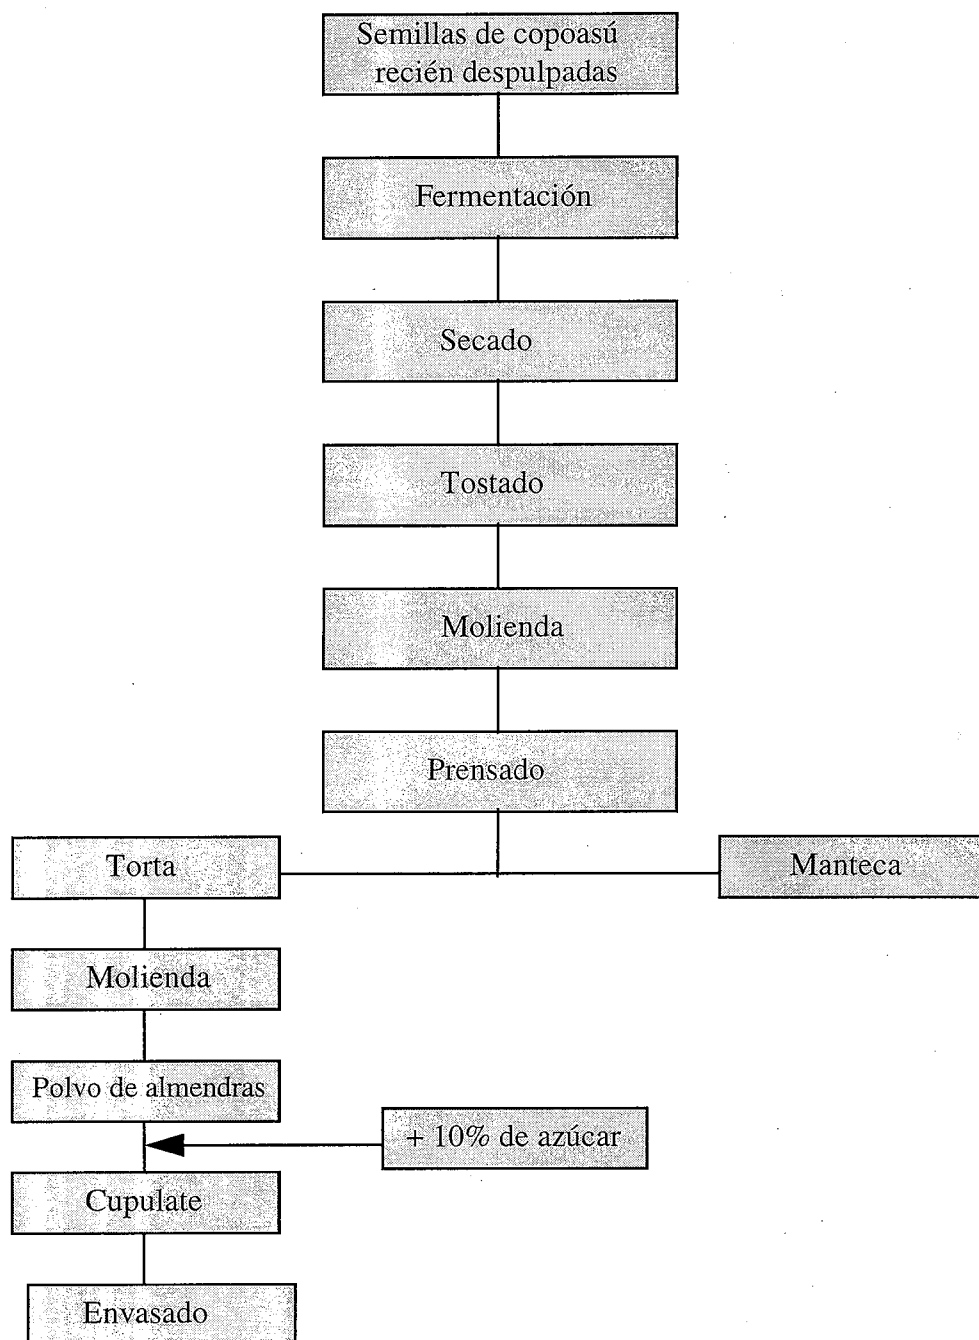 Semillas de copoasú
recién despulpadas
Fermentación
Secado
Tostado
Molienda
Prensado
Torta
Manteca
Molienda
Polvo de almendras
+ 10% de azúcar
Cupulate
Envasado